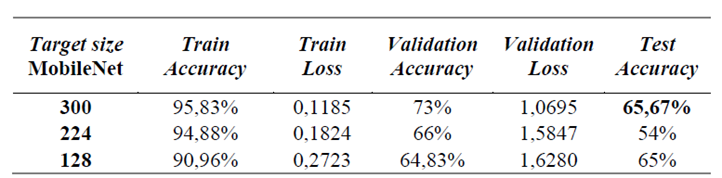 Target size Train Train Validation Validation Test
MobileNet Accuracy Loss Accuracy Loss Accuracy
300 95,83% 0,1185 73% 1,0695 65,67%
224 94,88% 0,1824 66% 1,5847 54%
128 90,96% 0,2723 64,83% 1,6280 65%